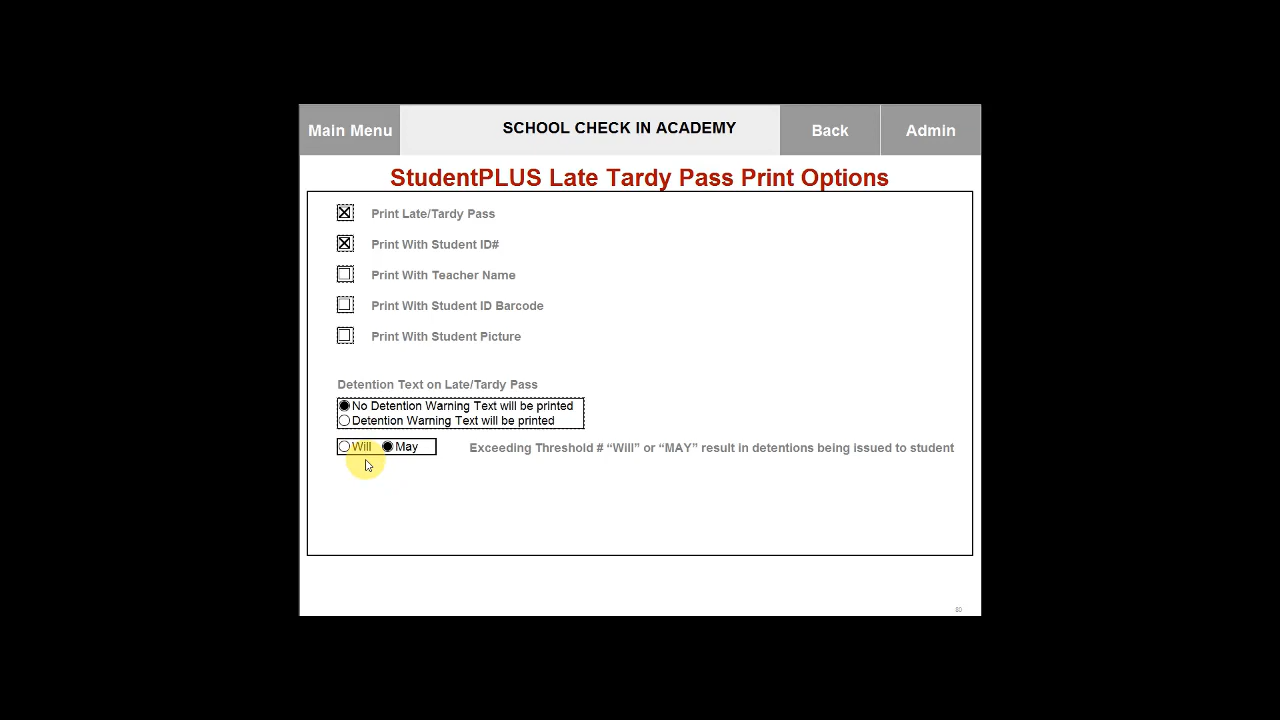 Main Menu
SCHOOL CHECK IN ACADEMY
Back
Admin
StudentPLUS Late Tardy Pass Print Options
Print Late/Tardy Pass
Print With Student ID#
Print With Teacher Name
Print With Student ID Barcode
Print With Student Picture
Detention Text on Late/Tardy Pass
No Detention Warning Text will be printed
Detention Warning Text will be printed
Will May Exceeding Threshold # “Will” or “MAY” result in detentions being issued to student
80